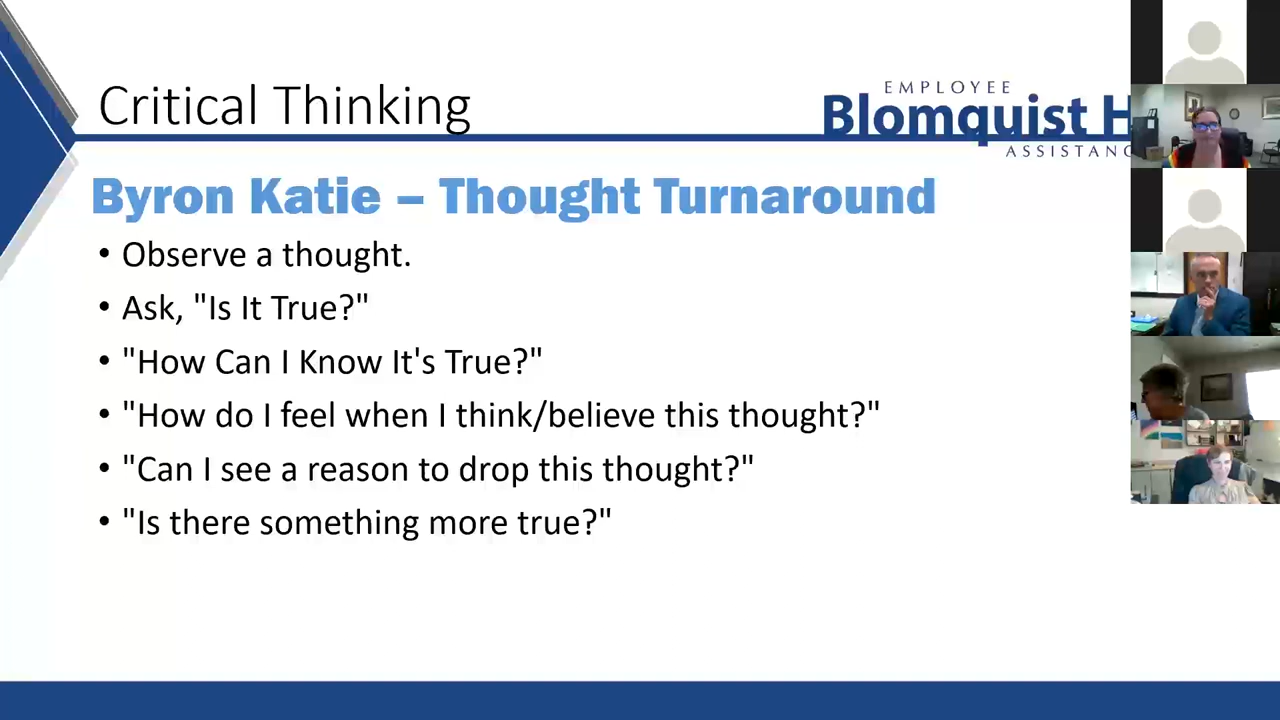 Critical Thinking
EMPLOYEE
Blomquist H
ASSISTANC
Byron Katie – Thought Turnaround
• Observe a thought.
• Ask, "Is It True?"
• "How Can I Know It's True?"
• "How do I feel when I think/believe this thought?"
• "Can I see a reason to drop this thought?"
• "Is there something more true?"